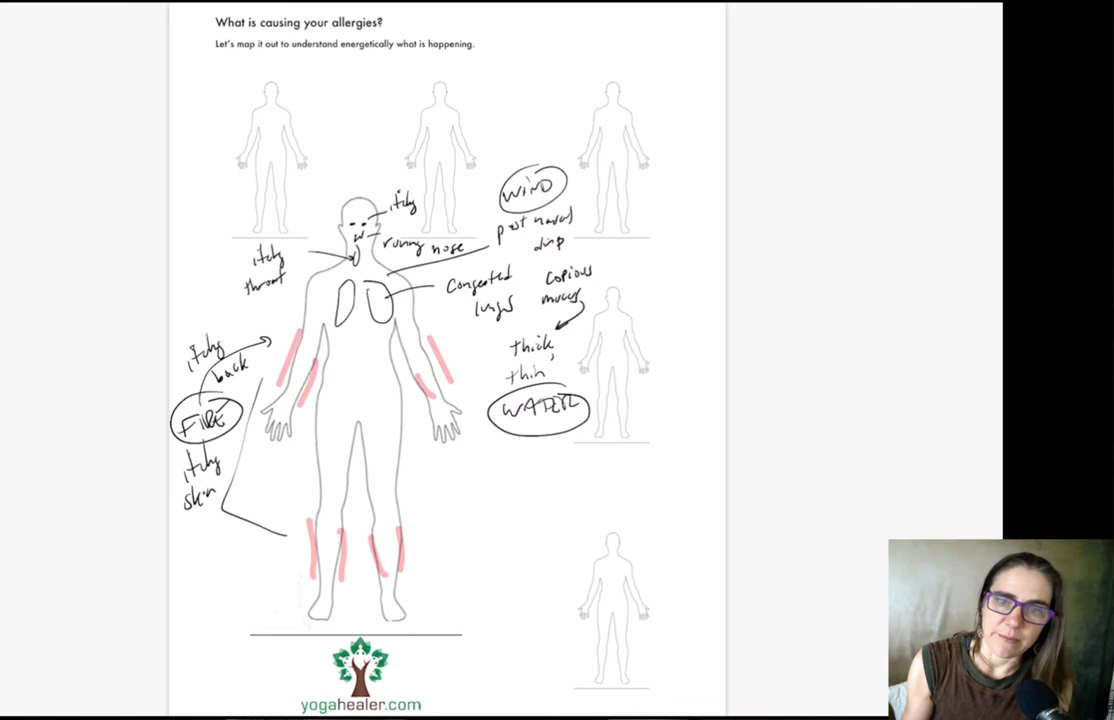 What is causing your allergies?
Let's map it out to understand energetically what is happening.
WIND
itchy
running nose
post nasal
drip
itchy
throat
congested
lungs
copious
mucus
thick,
thin
WATER
itchy
back
FIRE
itchy
skin
yogahealer.com